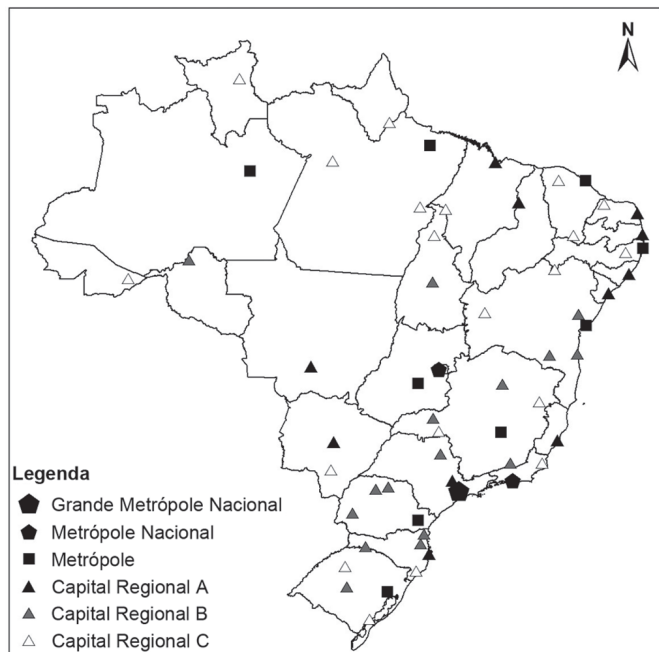 N
Legenda
Grande Metrópole Nacional
Metrópole Nacional
Metrópole
Capital Regional A
Capital Regional B
Capital Regional C